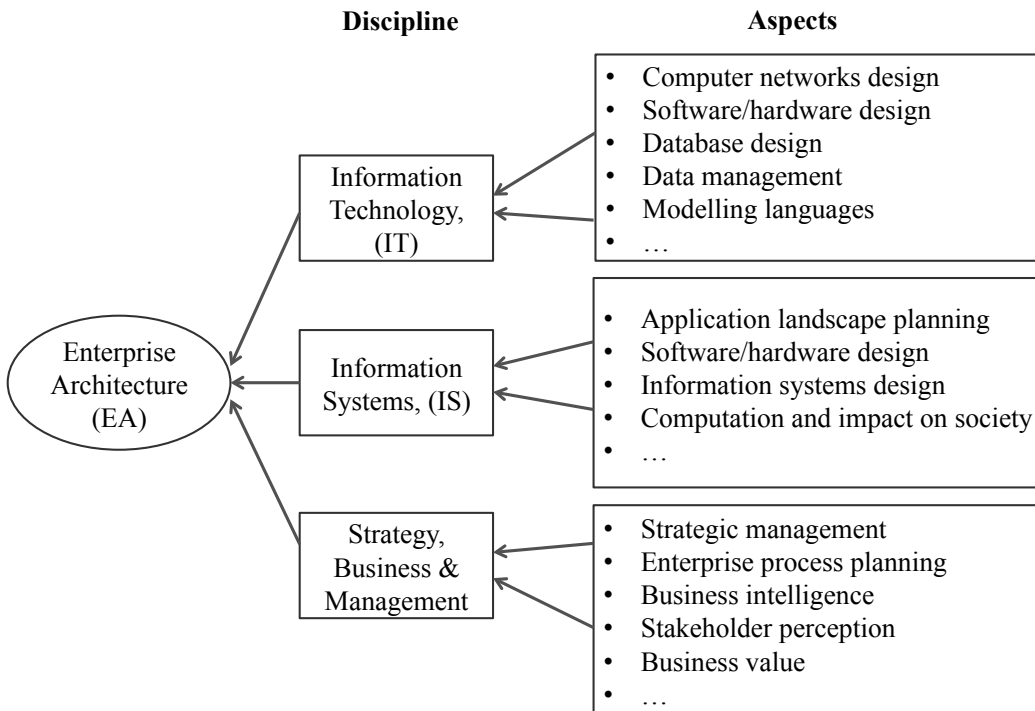 Discipline
Aspects
Enterprise
Architecture
(EA)
Information
Technology,
(IT)
• Computer networks design
• Software/hardware design
• Database design
• Data management
• Modelling languages
• …
Information
Systems, (IS)
• Application landscape planning
• Software/hardware design
• Information systems design
• Computation and impact on society
• …
Strategy,
Business &
Management
• Strategic management
• Enterprise process planning
• Business intelligence
• Stakeholder perception
• Business value
• …